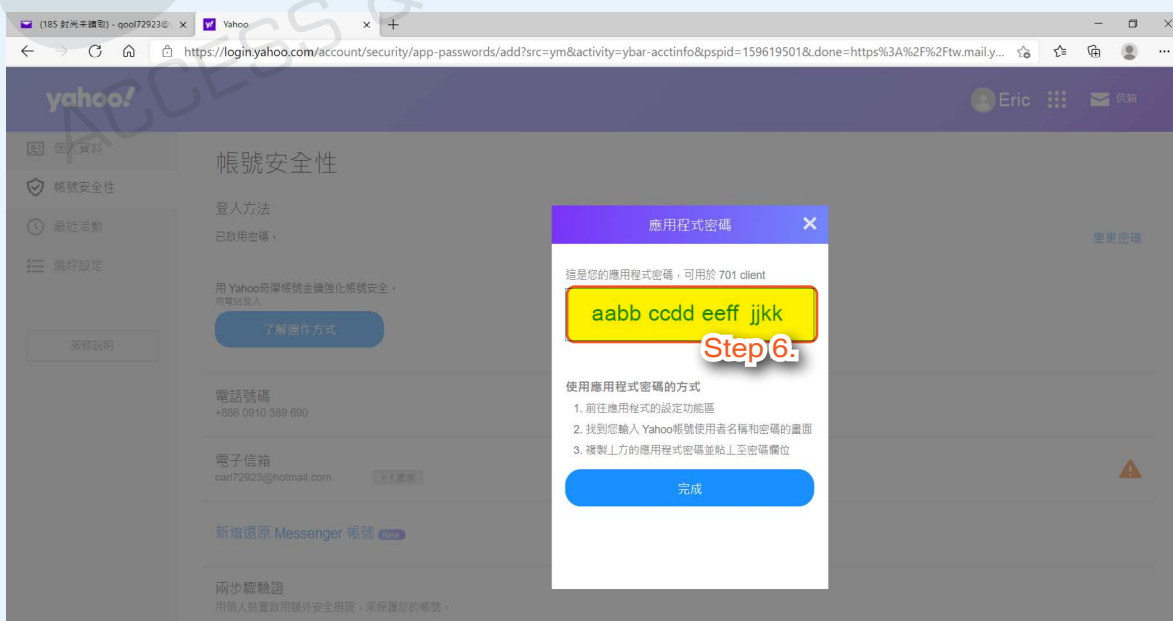 (185 封尚未讀取) - qool72923@
Yahoo
https://login.yahoo.com/account/security/app-passwords/add?src=ym&activity=ybar-acctinfo&pspid=159619501&.done=https%3A%2F%2Ftw.mail.y...
yahoo!
Eric
信箱
ACCESS
個人資料
帳號安全性
最近活動
偏好設定
服務說明
帳號安全性
登入方法
已啟用密碼。
變更密碼
用 Yahoo奇摩帳號金鑰強化帳號安全。
用電話登入
了解運作方式
電話號碼
+886 0910 389 690
電子信箱
carl72923@hotmail.com
+ 1 更多
新增還原 Messenger 帳號 New
兩步驟驗證
用個人裝置啟用額外安全措施,來保護您的帳號。
應用程式密碼
這是您的應用程式密碼,可用於 701 client
aabb ccdd eeff jjkk
Step 6.
使用應用程式密碼的方式
1. 前往應用程式的設定功能區
2. 找到您輸入 Yahoo帳號使用者名稱和密碼的畫面
3. 複製上方的應用程式密碼並貼上至密碼欄位
完成